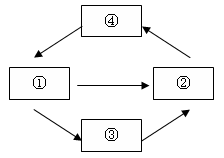 ④
① ②
③